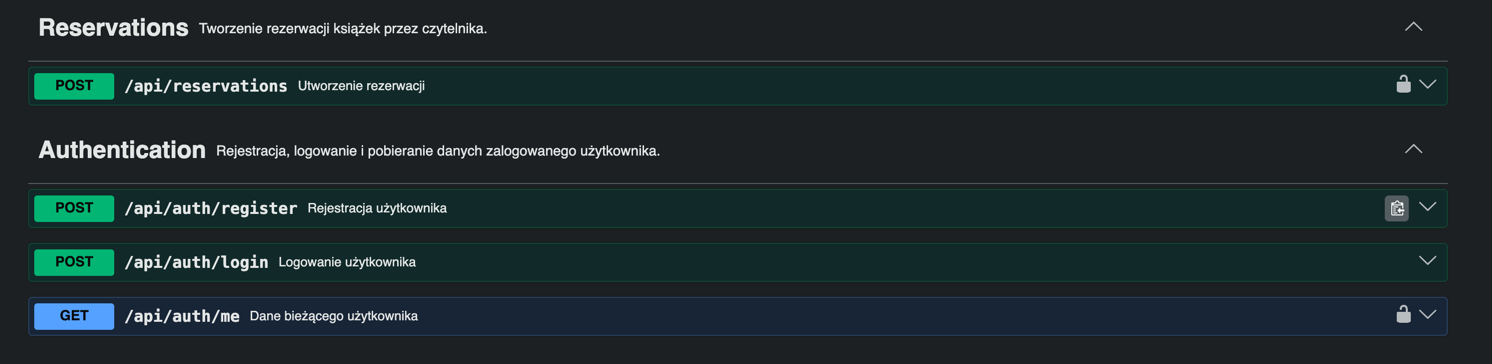 Reservations Tworzenie rezerwacji książek przez czytelnika.
POST /api/reservations Utworzenie rezerwacji
Authentication Rejestracja, logowanie i pobieranie danych zalogowanego użytkownika.
POST /api/auth/register Rejestracja użytkownika
POST /api/auth/login Logowanie użytkownika
GET /api/auth/me Dane bieżącego użytkownika